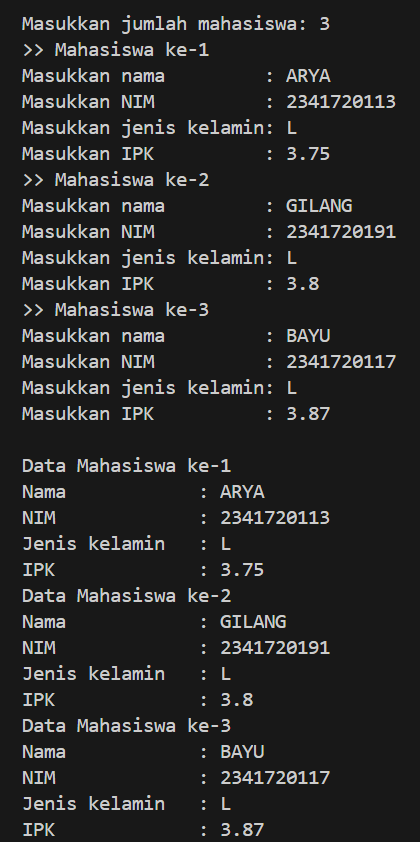 Masukkan jumlah mahasiswa: 3
>> Mahasiswa ke-1
Masukkan nama         : ARYA
Masukkan NIM          : 2341720113
Masukkan jenis kelamin: L
Masukkan IPK          : 3.75
>> Mahasiswa ke-2
Masukkan nama         : GILANG
Masukkan NIM          : 2341720191
Masukkan jenis kelamin: L
Masukkan IPK          : 3.8
>> Mahasiswa ke-3
Masukkan nama         : BAYU
Masukkan NIM          : 2341720117
Masukkan jenis kelamin: L
Masukkan IPK          : 3.87

Data Mahasiswa ke-1
Nama            : ARYA
NIM             : 2341720113
Jenis kelamin   : L
IPK             : 3.75
Data Mahasiswa ke-2
Nama            : GILANG
NIM             : 2341720191
Jenis kelamin   : L
IPK             : 3.8
Data Mahasiswa ke-3
Nama            : BAYU
NIM             : 2341720117
Jenis kelamin   : L
IPK             : 3.87